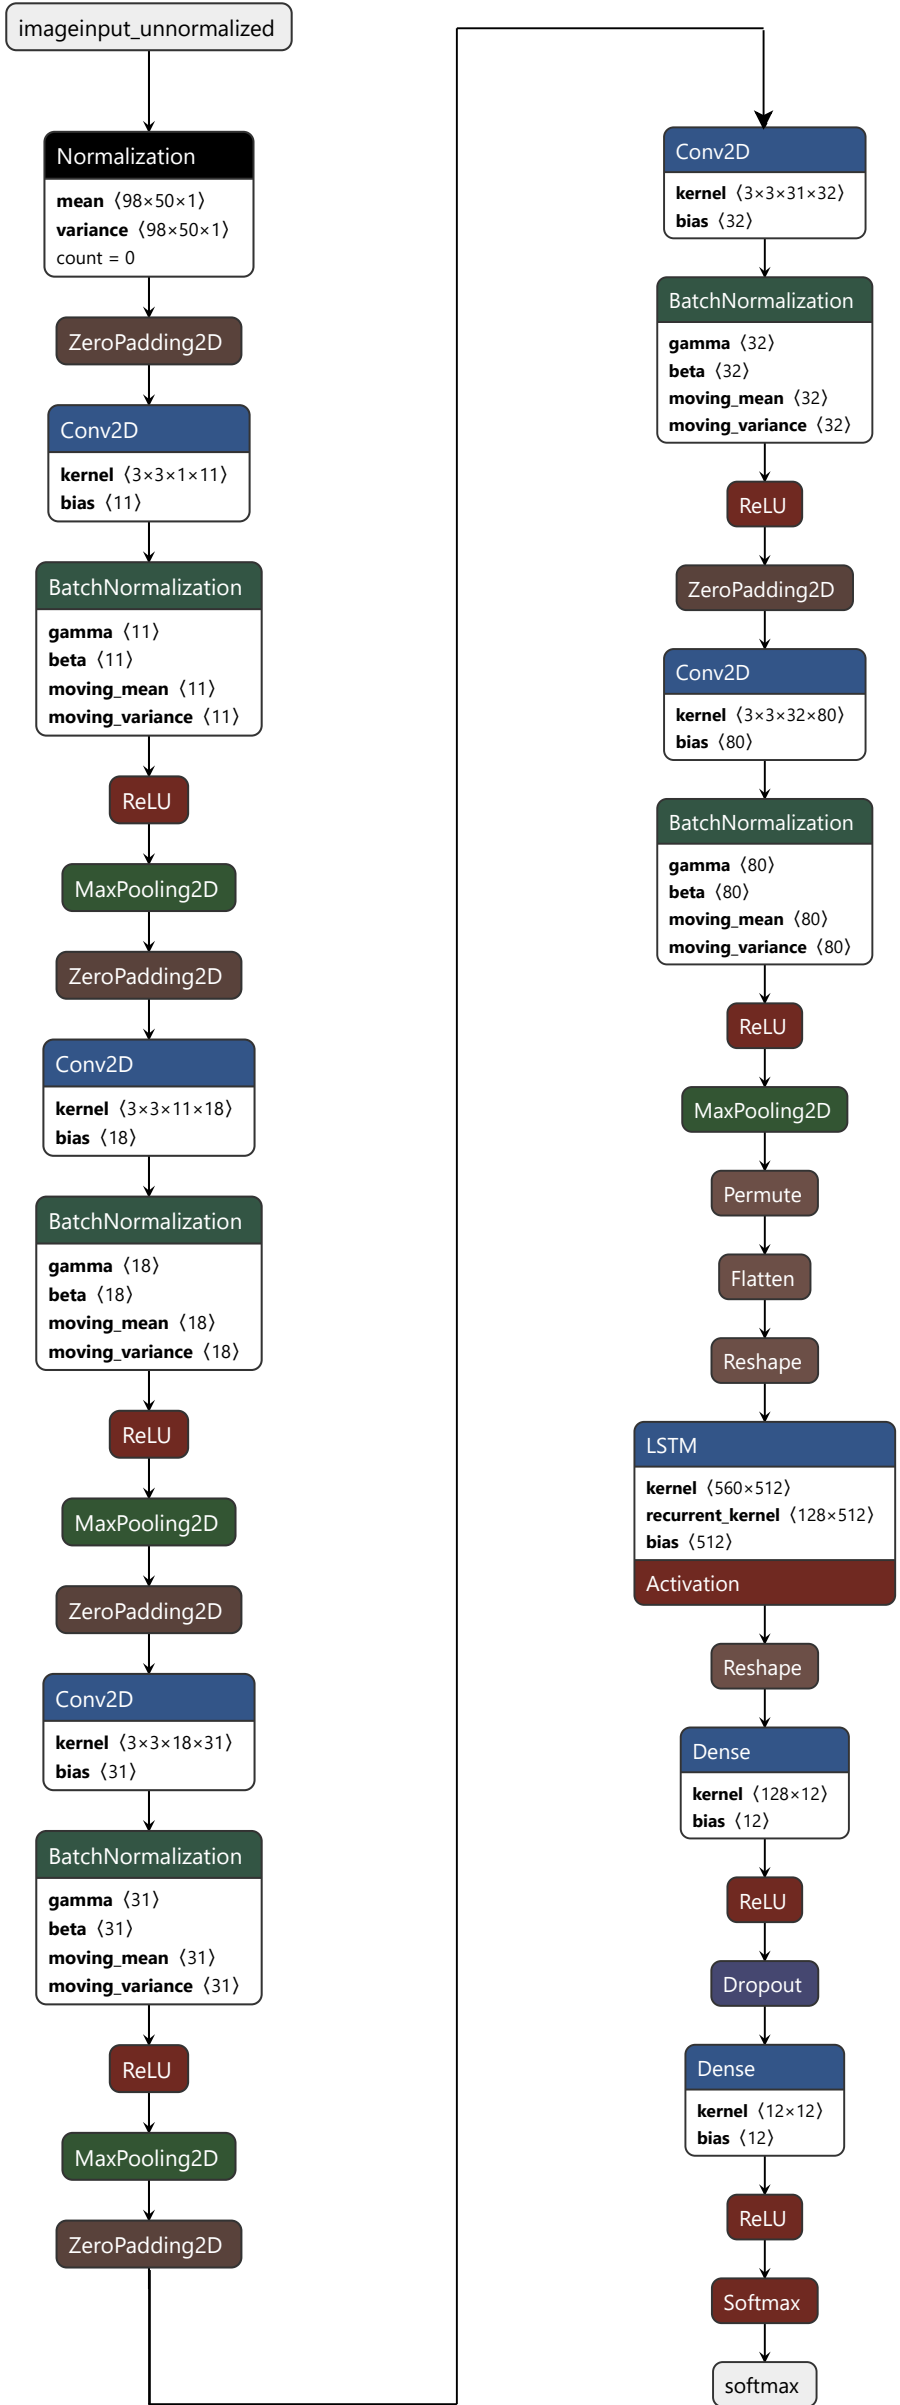 imageinput_unnormalized
Normalization
mean ⟨98×50×1⟩
variance ⟨98×50×1⟩
count = 0
ZeroPadding2D
Conv2D
kernel ⟨3×3×1×11⟩
bias ⟨11⟩
BatchNormalization
gamma ⟨11⟩
beta ⟨11⟩
moving_mean ⟨11⟩
moving_variance ⟨11⟩
ReLU
MaxPooling2D
ZeroPadding2D
Conv2D
kernel ⟨3×3×11×18⟩
bias ⟨18⟩
BatchNormalization
gamma ⟨18⟩
beta ⟨18⟩
moving_mean ⟨18⟩
moving_variance ⟨18⟩
ReLU
MaxPooling2D
ZeroPadding2D
Conv2D
kernel ⟨3×3×18×31⟩
bias ⟨31⟩
BatchNormalization
gamma ⟨31⟩
beta ⟨31⟩
moving_mean ⟨31⟩
moving_variance ⟨31⟩
ReLU
MaxPooling2D
ZeroPadding2D
Conv2D
kernel ⟨3×3×31×32⟩
bias ⟨32⟩
BatchNormalization
gamma ⟨32⟩
beta ⟨32⟩
moving_mean ⟨32⟩
moving_variance ⟨32⟩
ReLU
ZeroPadding2D
Conv2D
kernel ⟨3×3×32×80⟩
bias ⟨80⟩
BatchNormalization
gamma ⟨80⟩
beta ⟨80⟩
moving_mean ⟨80⟩
moving_variance ⟨80⟩
ReLU
MaxPooling2D
Permute
Flatten
Reshape
LSTM
kernel ⟨560×512⟩
recurrent_kernel ⟨128×512⟩
bias ⟨512⟩
Activation
Reshape
Dense
kernel ⟨128×12⟩
bias ⟨12⟩
ReLU
Dropout
Dense
kernel ⟨12×12⟩
bias ⟨12⟩
ReLU
Softmax
softmax